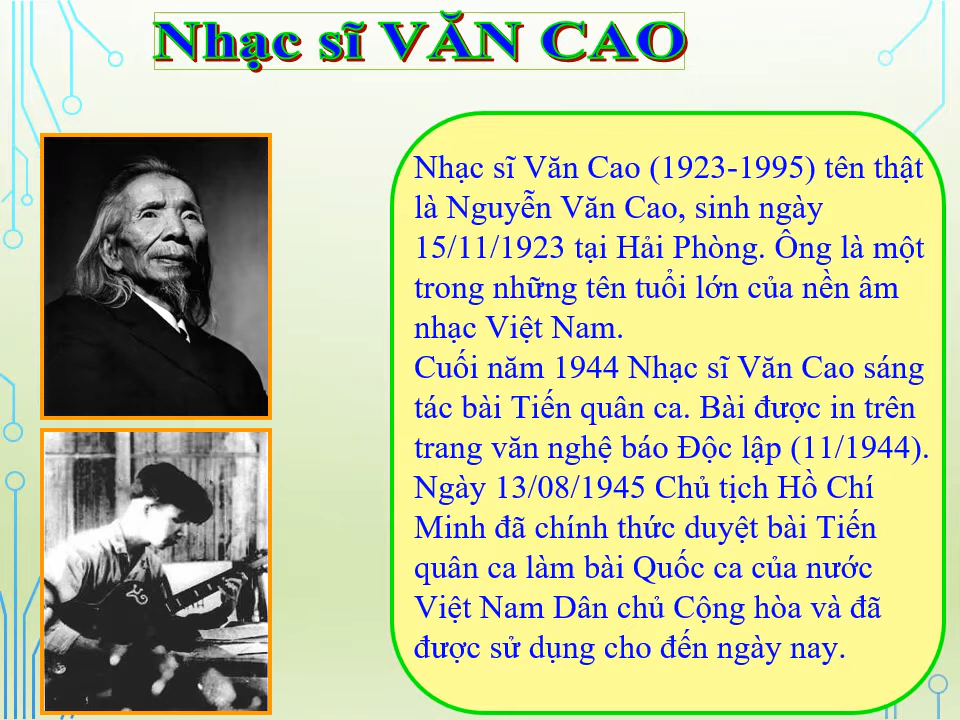 Nhạc sĩ VĂN CAO
Nhạc sĩ Văn Cao (1923-1995) tên thật
là Nguyễn Văn Cao, sinh ngày
15/11/1923 tại Hải Phòng. Ông là một
trong những tên tuổi lớn của nền âm
nhạc Việt Nam.
Cuối năm 1944 Nhạc sĩ Văn Cao sáng
tác bài Tiến quân ca. Bài được in trên
trang văn nghệ báo Độc lập (11/1944).
Ngày 13/08/1945 Chủ tịch Hồ Chí
Minh đã chính thức duyệt bài Tiến
quân ca làm bài Quốc ca của nước
Việt Nam Dân chủ Cộng hòa và đã
được sử dụng cho đến ngày nay.